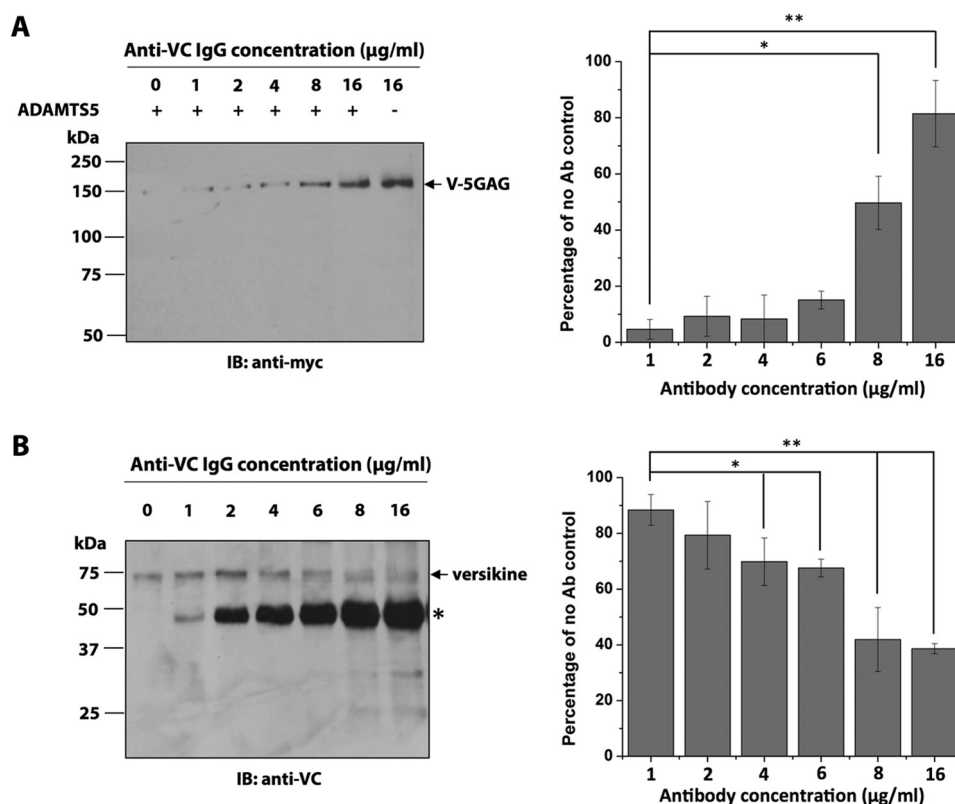 A
Anti-VC IgG concentration (μg/ml)
0 1 2 4 8 16 16
ADAMTS5 + + + + + + -
kDa
250
150
100
75
50
V-5GAG
IB: anti-myc
**
*
Percentage of no Ab control
100
80
60
40
20
0
1 2 4 6 8 16
Antibody concentration (μg/ml)
B
Anti-VC IgG concentration (μg/ml)
0 1 2 4 6 8 16
kDa
75
50
37
25
versikine
*
IB: anti-VC
**
*
Percentage of no Ab control
100
80
60
40
20
0
1 2 4 6 8 16
Antibody concentration (μg/ml)